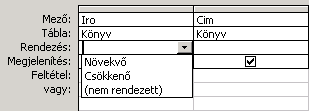 Mező: Iro Cim
Tábla: Könyv Könyv
Rendezés:
Megjelenítés: Növekvő
Feltétel: Csökkenő
vagy: (nem rendezett)